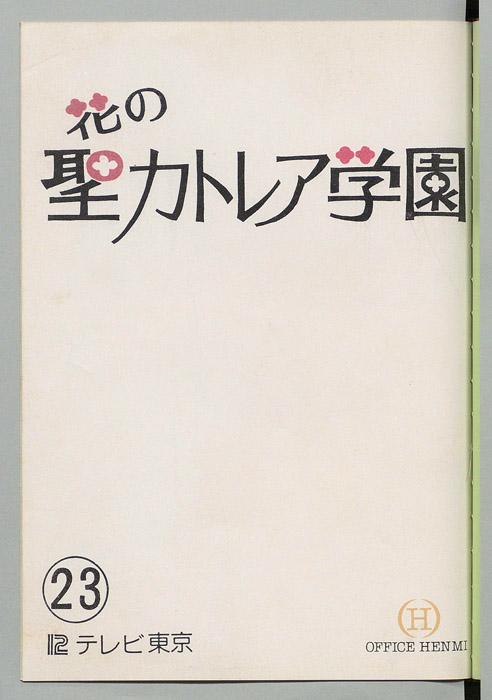 花の
聖カトレア学園
23
12 テレビ東京
H
OFFICE HENMI